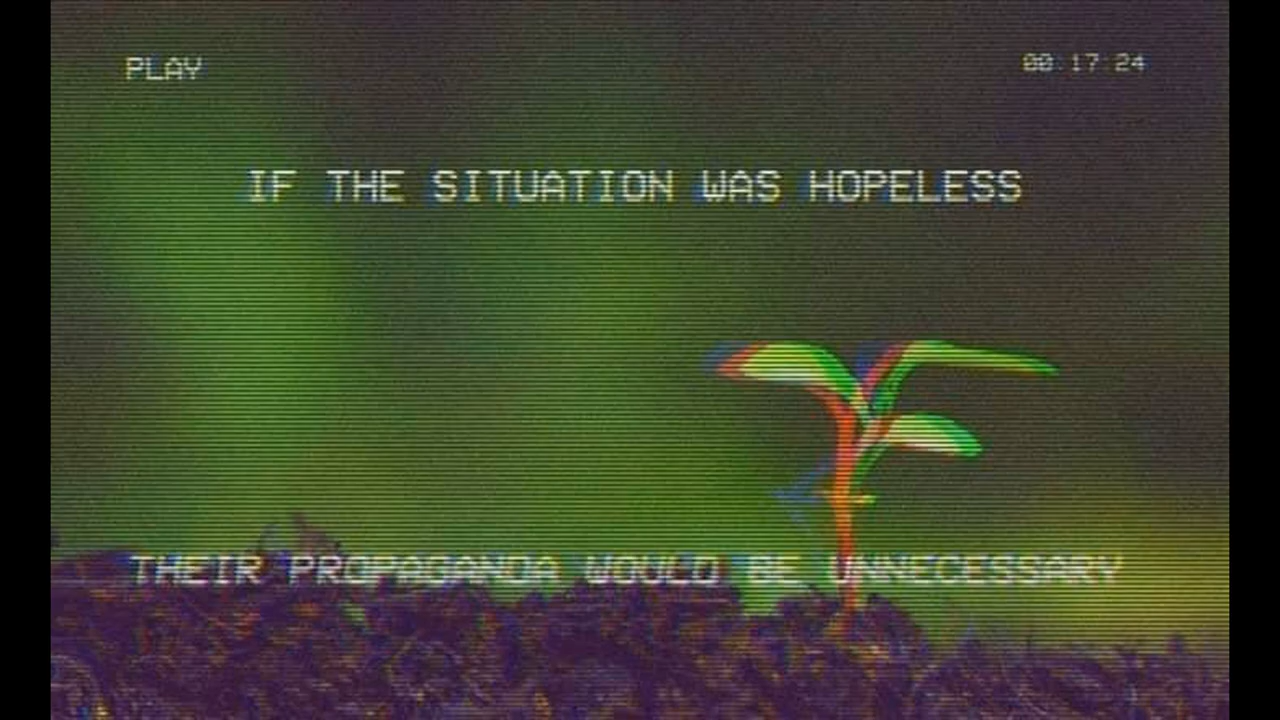 PLAY
00:17:24
IF THE SITUATION WAS HOPELESS
THEIR PROPAGANDA WOULD BE UNNECESSARY